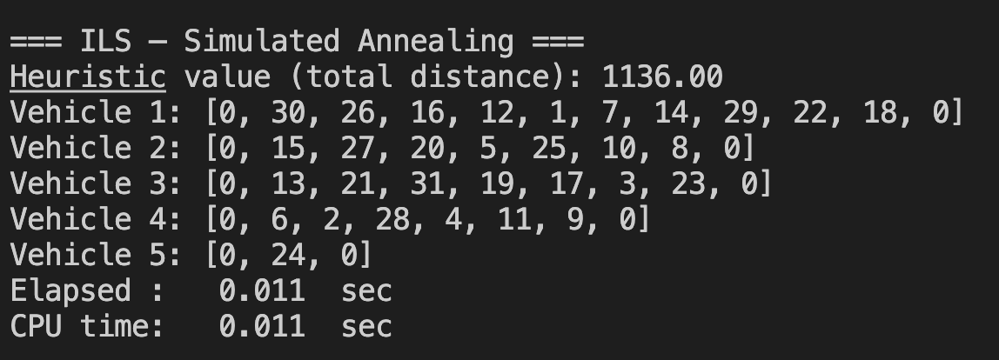 === ILS – Simulated Annealing ===
Heuristic value (total distance): 1136.00
Vehicle 1: [0, 30, 26, 16, 12, 1, 7, 14, 29, 22, 18, 0]
Vehicle 2: [0, 15, 27, 20, 5, 25, 10, 8, 0]
Vehicle 3: [0, 13, 21, 31, 19, 17, 3, 23, 0]
Vehicle 4: [0, 6, 2, 28, 4, 11, 9, 0]
Vehicle 5: [0, 24, 0]
Elapsed :   0.011  sec
CPU time:   0.011  sec